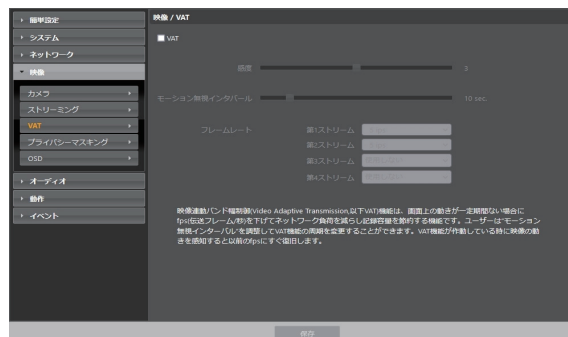 簡単設定
システム
ネットワーク
映像
カメラ
ストリーミング
VAT
プライバシーマスキング
OSD
オーディオ
動作
イベント
映像 / VAT
VAT
感度 3
モーション無視インタバール 10 sec.
フレームレート 第1ストリーム
第2ストリーム
第3ストリーム
第4ストリーム
映像連動バンド幅制御(Video Adaptive Transmission,以下VAT)機能は、画面上の動きが一定期間ない場合に
fps(伝送フレーム/秒)を下げてネットワーク負荷を減らし記録容量を節約する機能です。ユーザーは"モーション
無視インターバル"を調整してVAT機能の周期を変更することができます。VAT機能が作動している時に映像の動
きを感知すると以前のfpsにすぐ復旧します。
保存